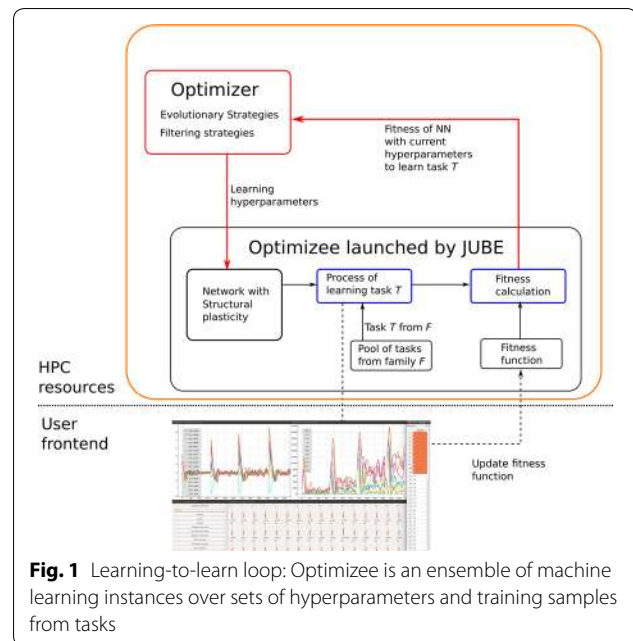 Optimizer
Evolutionary Strategies
Filtering strategies
Fitness of NN
with current
hyperparameters
to learn task T
Learning
hyperparameters
Optimizee launched by JUBE
Network with
Structural
plasticity
Process of
learning task T
Fitness
calculation
Task T from F
Pool of tasks
from family F
Fitness
function
HPC
resources
User
frontend
Update fitness
function
Fig. 1 Learning-to-learn loop: Optimizee is an ensemble of machine
learning instances over sets of hyperparameters and training samples
from tasks